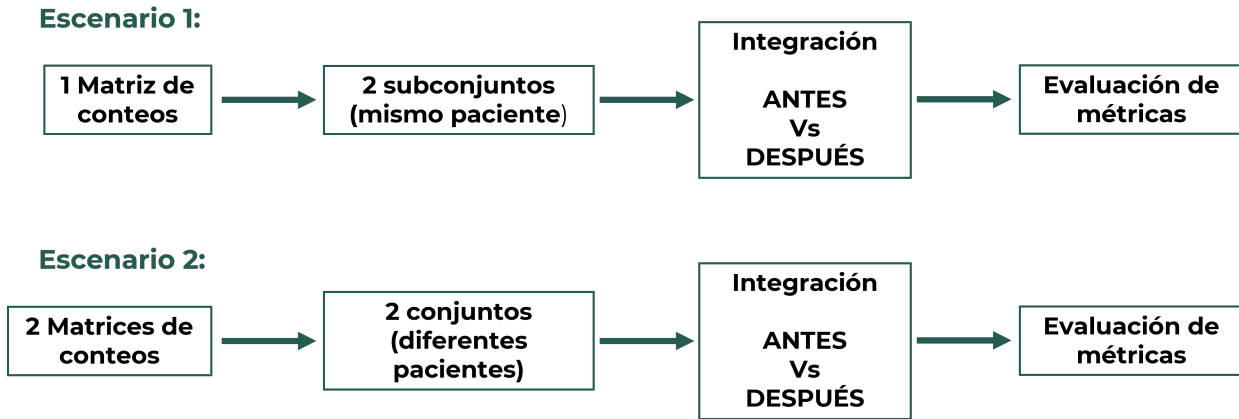 Escenario 1:
1 Matriz de
conteos
2 subconjuntos
(mismo paciente)
Integración
ANTES
Vs
DESPUÉS
Evaluación de
métricas
Escenario 2:
2 Matrices de
conteos
2 conjuntos
(diferentes
pacientes)
Integración
ANTES
Vs
DESPUÉS
Evaluación de
métricas